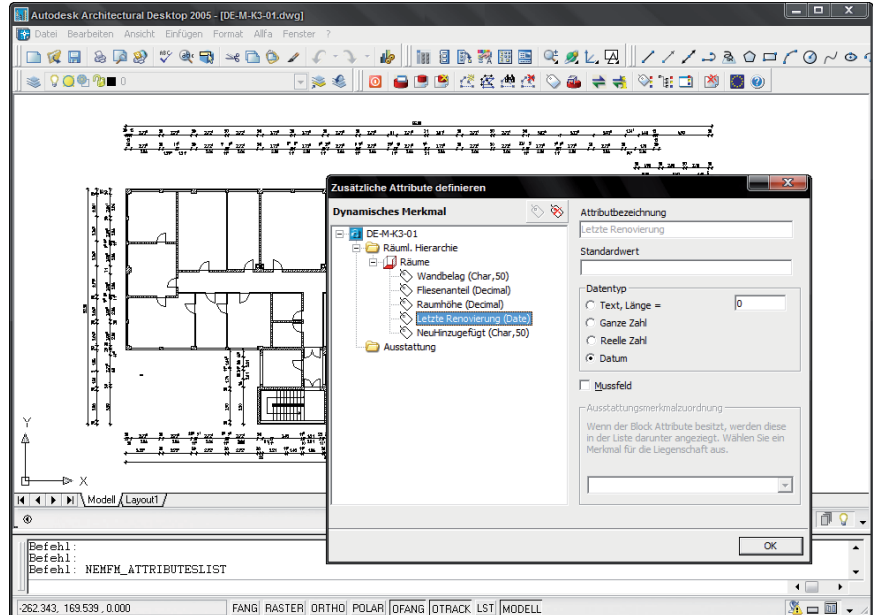 Autodesk Architectural Desktop 2005 - [DE-M-K3-01.dwg]
Datei Bearbeiten Ansicht Einfügen Format Allfa Fenster ?
0
Zusätzliche Attribute definieren
Dynamisches Merkmal
DE-M-K3-01
Räuml. Hierarchie
Räume
Wandbelag (Char,50)
Fliesenanteil (Decimal)
Raumhöhe (Decimal)
Letzte Renovierung (Date)
NeuHinzugefügt (Char,50)
Ausstattung
Attributbezeichnung
Letzte Renovierung
Standardwert
Datentyp
Text, Länge = 0
Ganze Zahl
Reelle Zahl
Datum
Mussfeld
Ausstattungsmerkmalzuordnung
Wenn der Block Attribute besitzt, werden diese
in der Liste darunter angeziegt. Wählen Sie ein
Merkmal für die Liegenschaft aus.
OK
Y
X
Modell Layout1
Befehl:
Befehl:
Befehl: NEMFM_ATTRIBUTESLIST
-262.343, 169.539 , 0.000 FANG RASTER ORTHO POLAR OFANG OTRACK LST MODELL